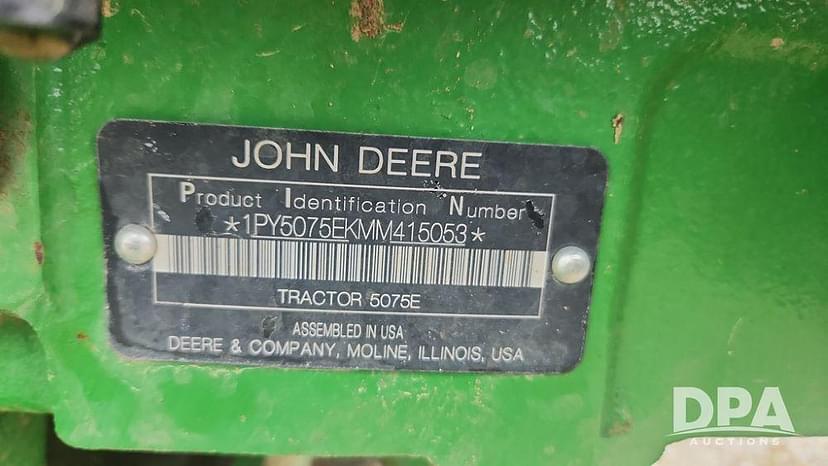 JOHN DEERE
Product Identification Number
*1PY5075EKMM415053*
TRACTOR 5075E
ASSEMBLED IN USA
DEERE & COMPANY, MOLINE, ILLINOIS, USA
DPA
AUCTIONS